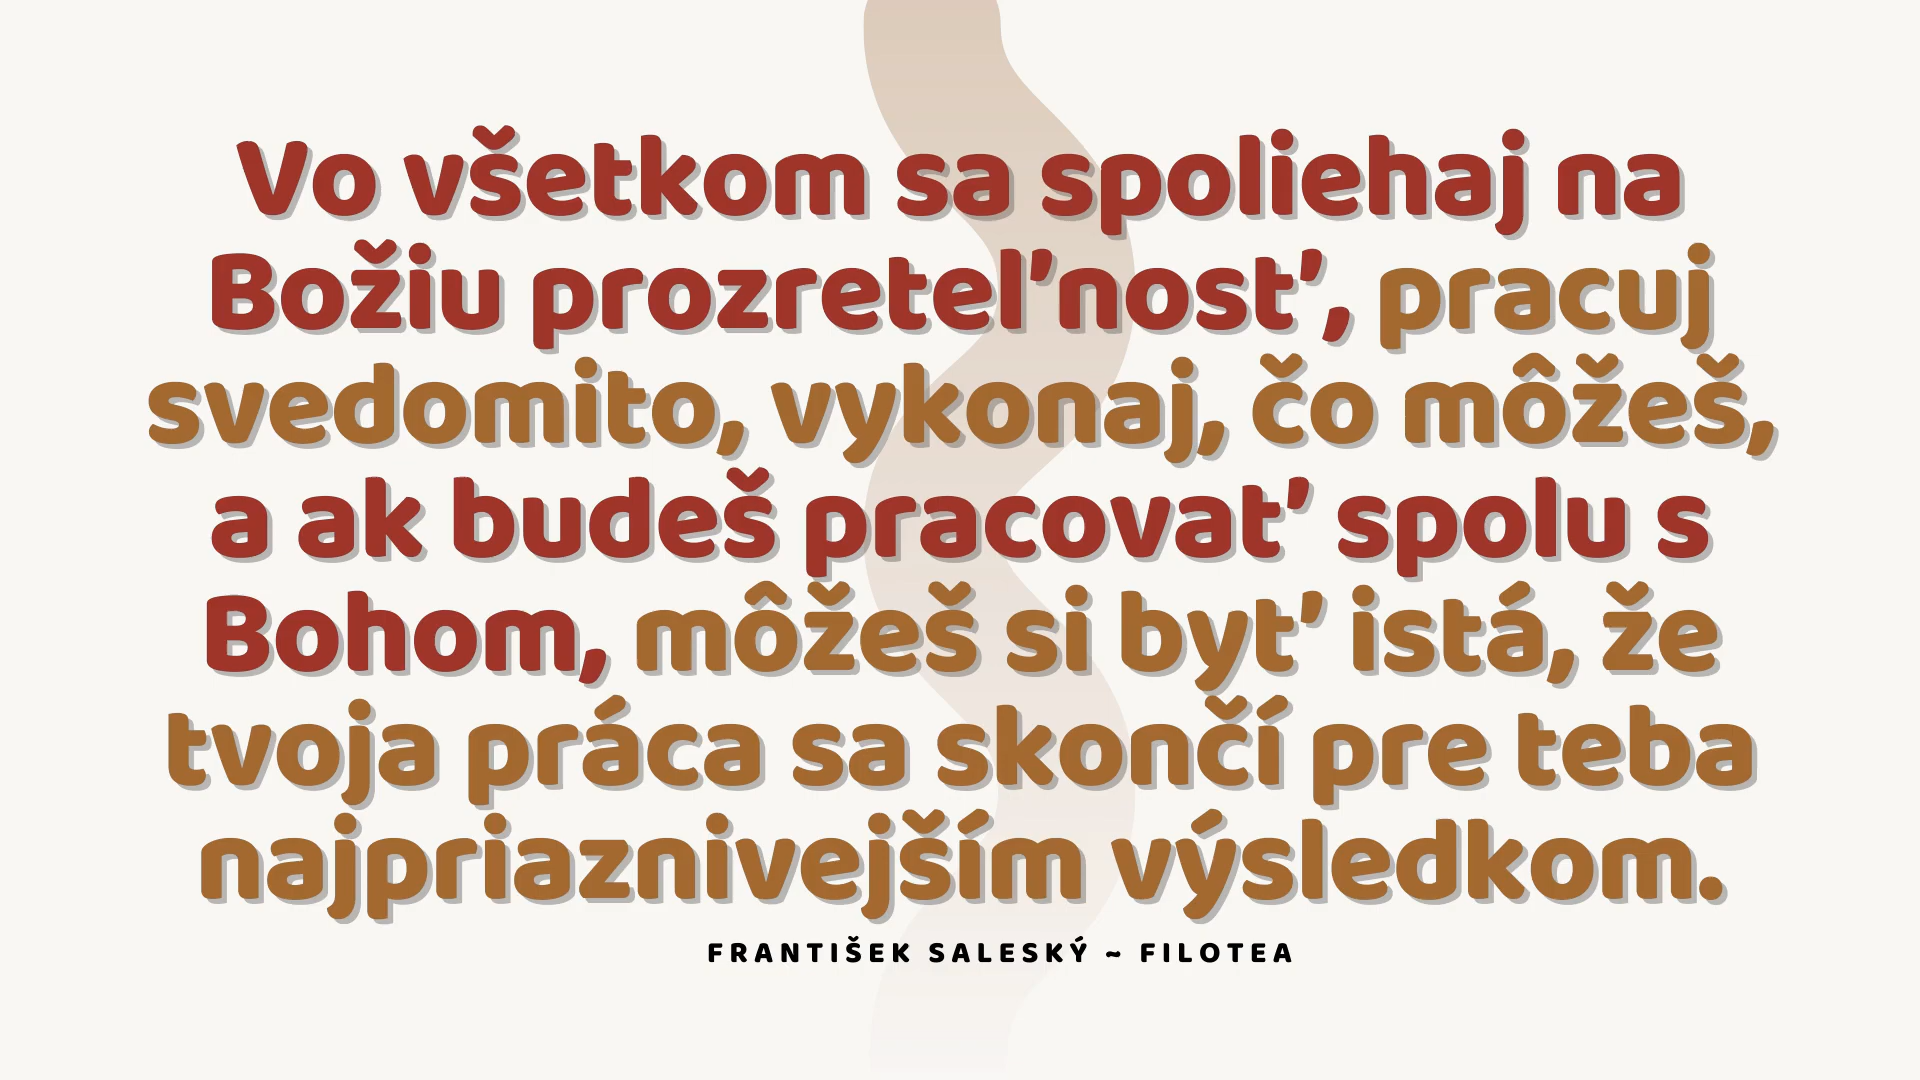 Vo všetkom sa spoliehaj na
Božiu prozreteľnosť, pracuj
svedomito, vykonaj, čo môžeš,
a ak budeš pracovať spolu s
Bohom, môžeš si byť istá, že
tvoja práca sa skončí pre teba
najpriaznivejším výsledkom.
FRANTIŠEK SALESKÝ ~ FILOTEA